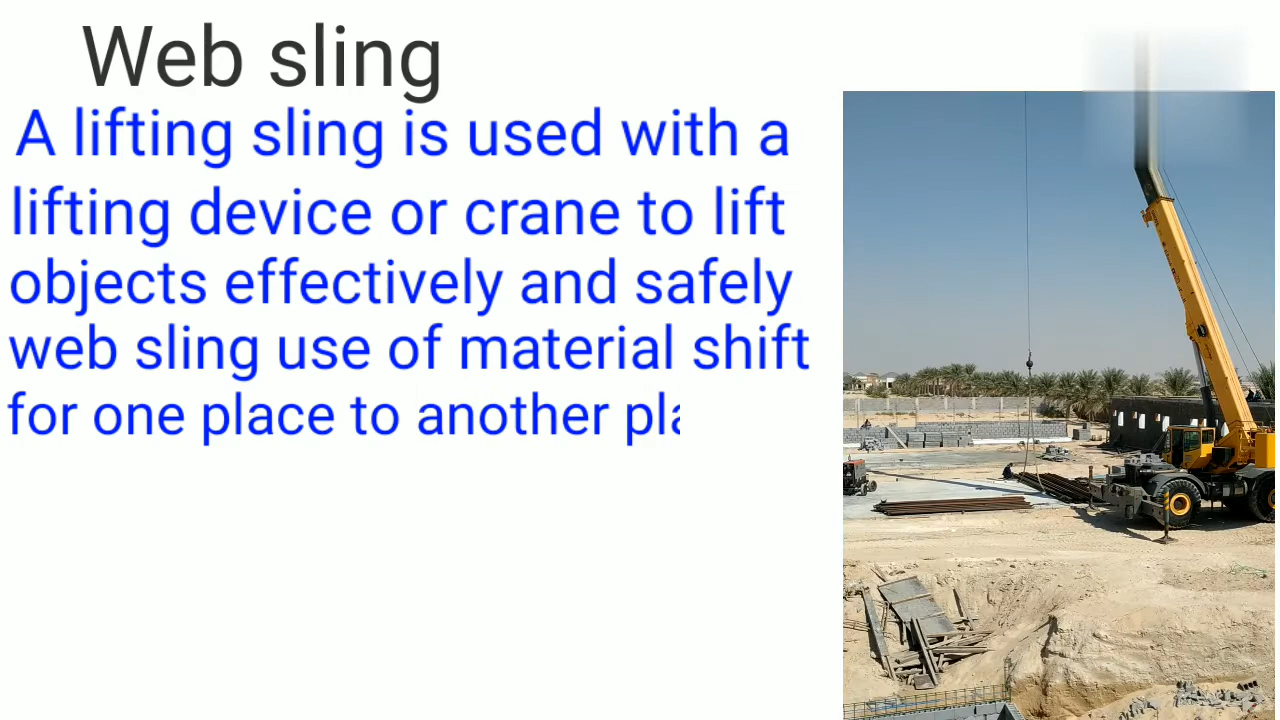 Web sling
A lifting sling is used with a
lifting device or crane to lift
objects effectively and safely
web sling use of material shift
for one place to another